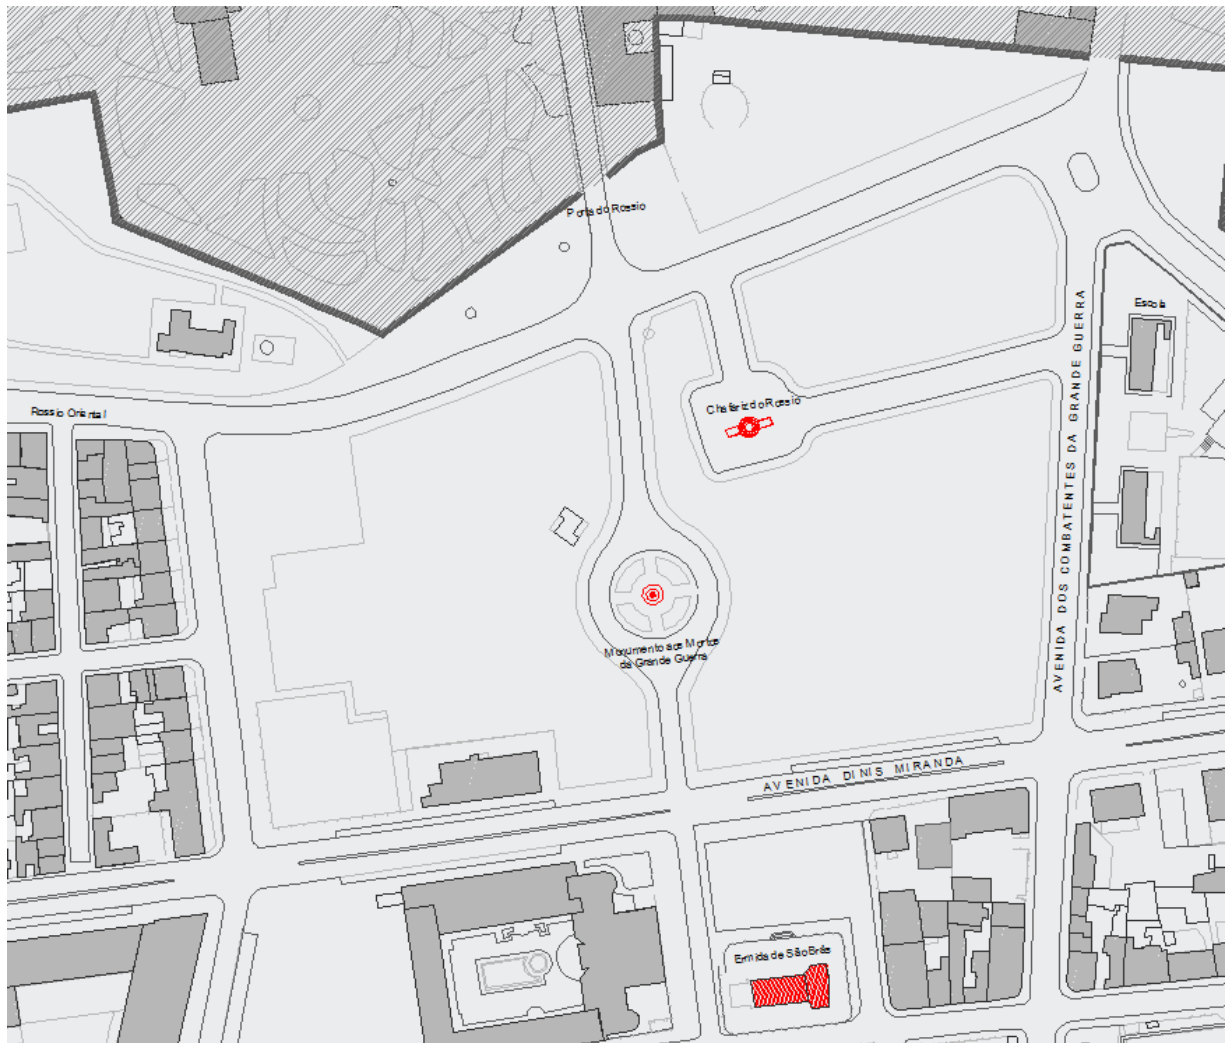 Porta do Rossio
AVENIDA DOS COMBATENTES DA GRANDE GUERRA
Escola
Chafariz do Rossio
Rossio Oriental
Monumento aos Mortos
da Grande Guerra
AVENIDA DINIS MIRANDA
Ermida de São Brás